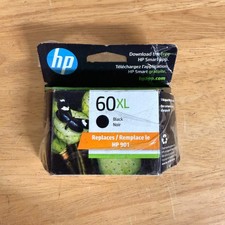 hp
Download the
HP Smart App.
Téléchargez l'application
HP Smart gratuite.
60XL
Black
Noir
Replaces / Remplace le
HP 901